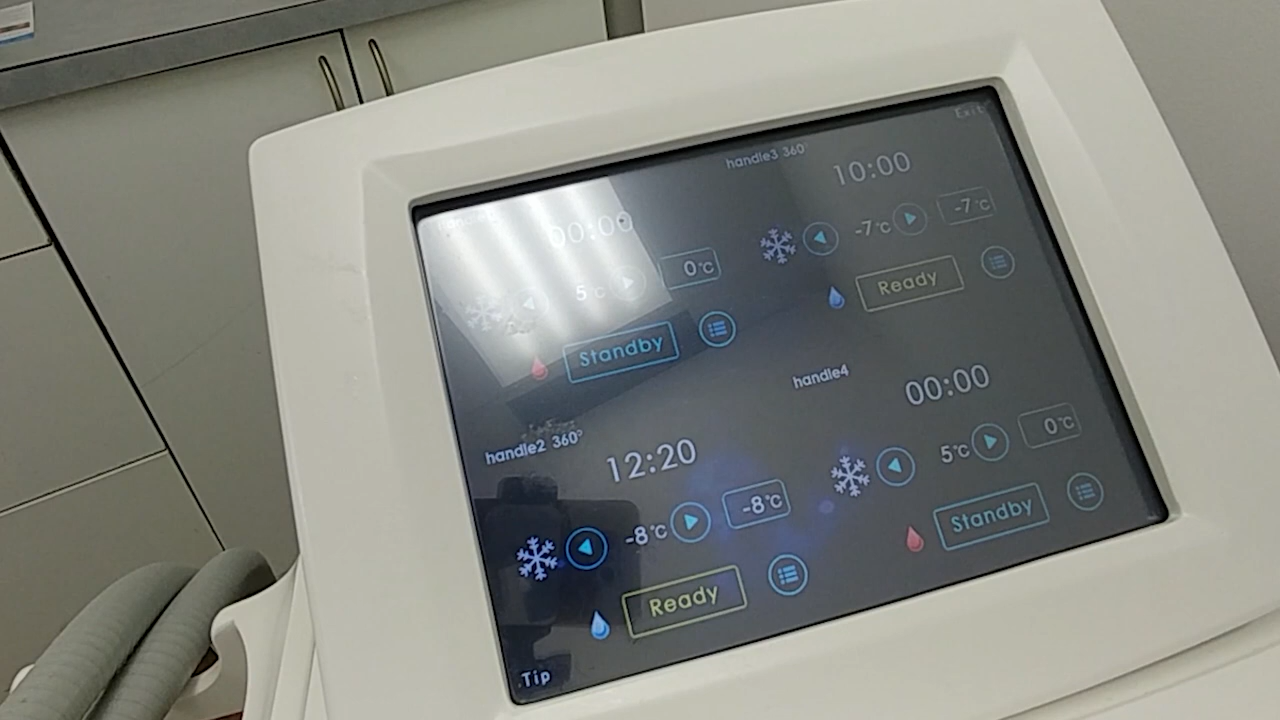 00:00
5°C
0°C
Standby
handle2 360°
12:20
-8°C
-8°C
Ready
Tip
Exit
handle3 360°
10:00
-7°C
-7°C
Ready
handle4
00:00
5°C
0°C
Standby